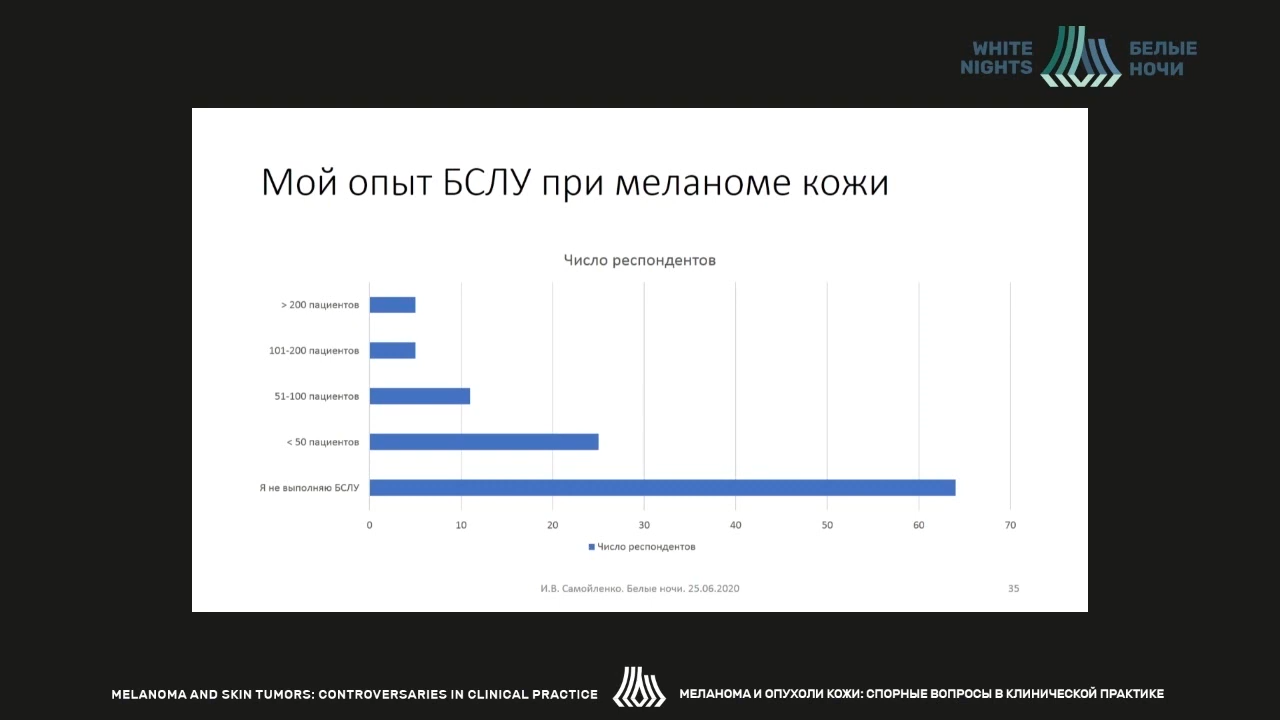 WHITE
NIGHTS
БЕЛЫЕ
НОЧИ
Мой опыт БСЛУ при меланоме кожи
Число респондентов
> 200 пациентов
101-200 пациентов
51-100 пациентов
< 50 пациентов
Я не выполняю БСЛУ
0 10 20 30 40 50 60 70
Число респондентов
И.В. Самойленко. Белые ночи. 25.06.2020
35
MELANOMA AND SKIN TUMORS: CONTROVERSARIES IN CLINICAL PRACTICE
МЕЛАНОМА И ОПУХОЛИ КОЖИ: СПОРНЫЕ ВОПРОСЫ В КЛИНИЧЕСКОЙ ПРАКТИКЕ